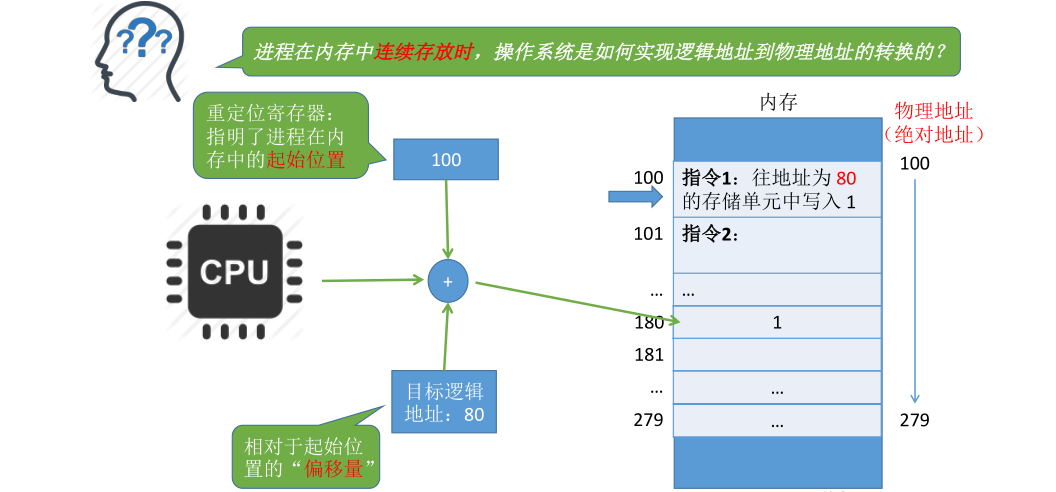 ???
进程在内存中连续存放时，操作系统是如何实现逻辑地址到物理地址的转换的？
重定位寄存器：
指明了进程在内
存中的起始位置
100
CPU
+
目标逻辑
地址：80
相对于起始位
置的“偏移量”
内存
物理地址
（绝对地址）
100
指令1：往地址为 80
的存储单元中写入 1
100
101
指令2：
...
...
180
1
181
...
...
279
...
279